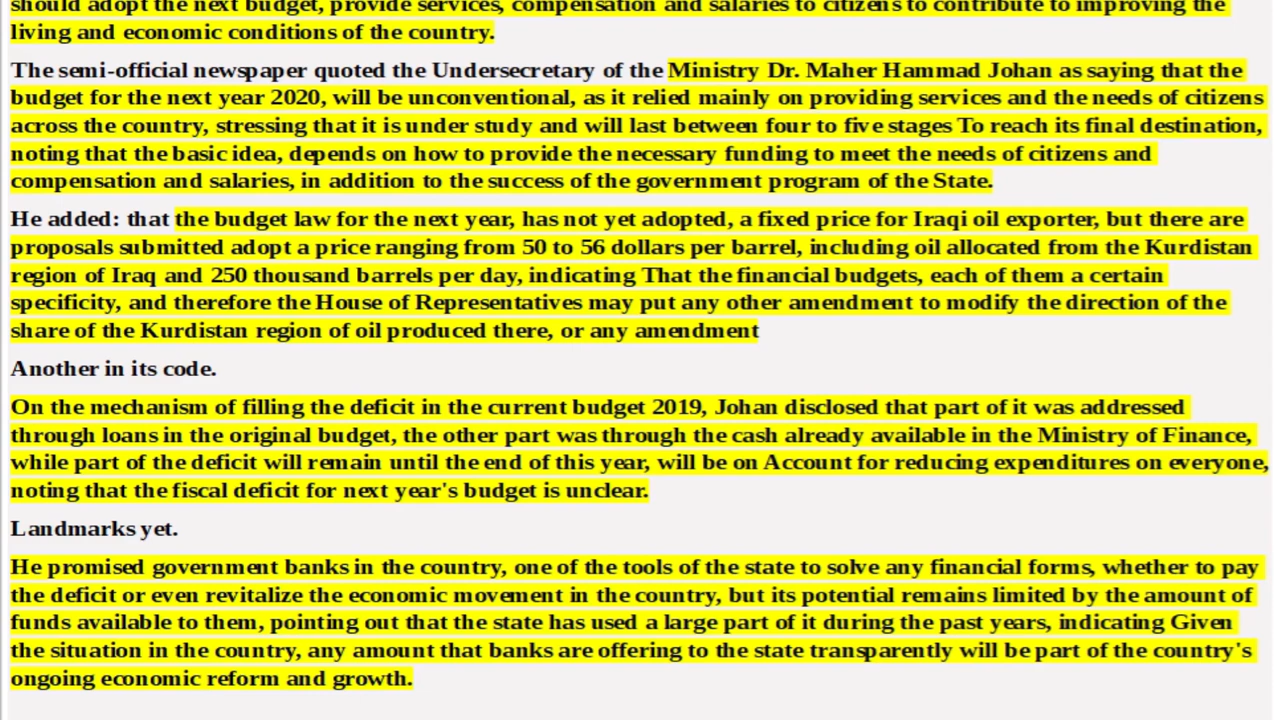 should adopt the next budget, provide services, compensation and salaries to citizens to contribute to improving the
living and economic conditions of the country.
The semi-official newspaper quoted the Undersecretary of the Ministry Dr. Maher Hammad Johan as saying that the
budget for the next year 2020, will be unconventional, as it relied mainly on providing services and the needs of citizens
across the country, stressing that it is under study and will last between four to five stages To reach its final destination,
noting that the basic idea, depends on how to provide the necessary funding to meet the needs of citizens and
compensation and salaries, in addition to the success of the government program of the State.
He added: that the budget law for the next year, has not yet adopted, a fixed price for Iraqi oil exporter, but there are
proposals submitted adopt a price ranging from 50 to 56 dollars per barrel, including oil allocated from the Kurdistan
region of Iraq and 250 thousand barrels per day, indicating That the financial budgets, each of them a certain
specificity, and therefore the House of Representatives may put any other amendment to modify the direction of the
share of the Kurdistan region of oil produced there, or any amendment
Another in its code.
On the mechanism of filling the deficit in the current budget 2019, Johan disclosed that part of it was addressed
through loans in the original budget, the other part was through the cash already available in the Ministry of Finance,
while part of the deficit will remain until the end of this year, will be on Account for reducing expenditures on everyone,
noting that the fiscal deficit for next year's budget is unclear.
Landmarks yet.
He promised government banks in the country, one of the tools of the state to solve any financial forms, whether to pay
the deficit or even revitalize the economic movement in the country, but its potential remains limited by the amount of
funds available to them, pointing out that the state has used a large part of it during the past years, indicating Given
the situation in the country, any amount that banks are offering to the state transparently will be part of the country's
ongoing economic reform and growth.